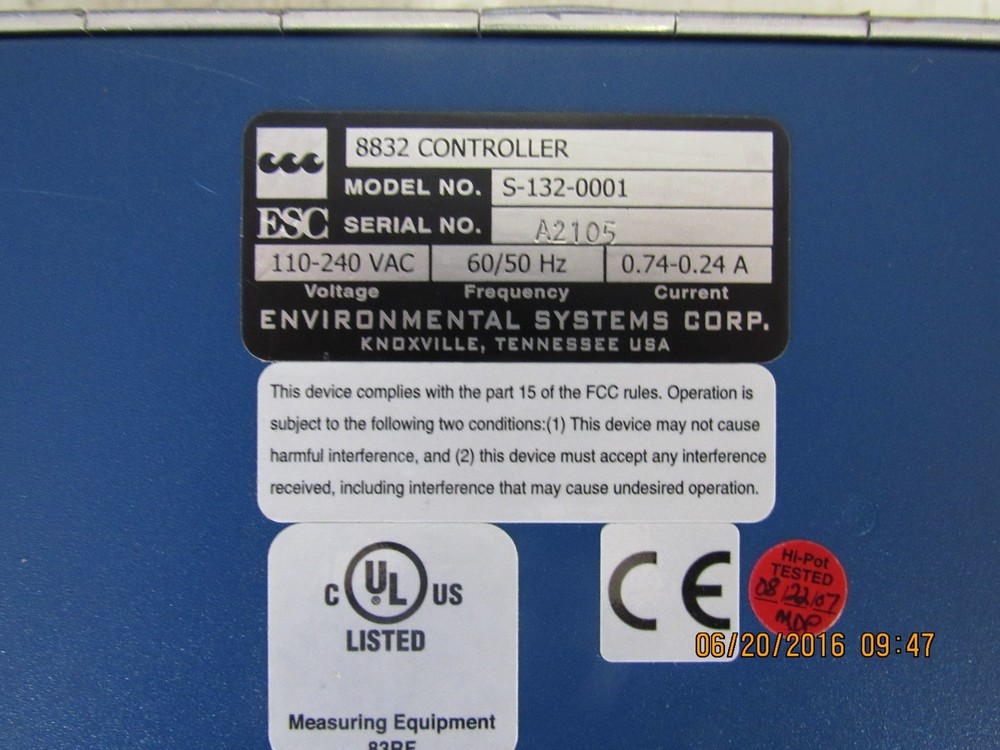 8832 CONTROLLER
MODEL NO. S-132-0001
ESC SERIAL NO. A2105
110-240 VAC 60/50 Hz 0.74-0.24 A
Voltage Frequency Current
ENVIRONMENTAL SYSTEMS CORP.
KNOXVILLE, TENNESSEE USA
This device complies with the part 15 of the FCC rules. Operation is
subject to the following two conditions:(1) This device may not cause
harmful interference, and (2) this device must accept any interference
received, including interference that may cause undesired operation.
C UL ® US
LISTED
Measuring Equipment
83RF
CE
Hi-Pot
TESTED
08/22/07
MDP
06/20/2016 09:47